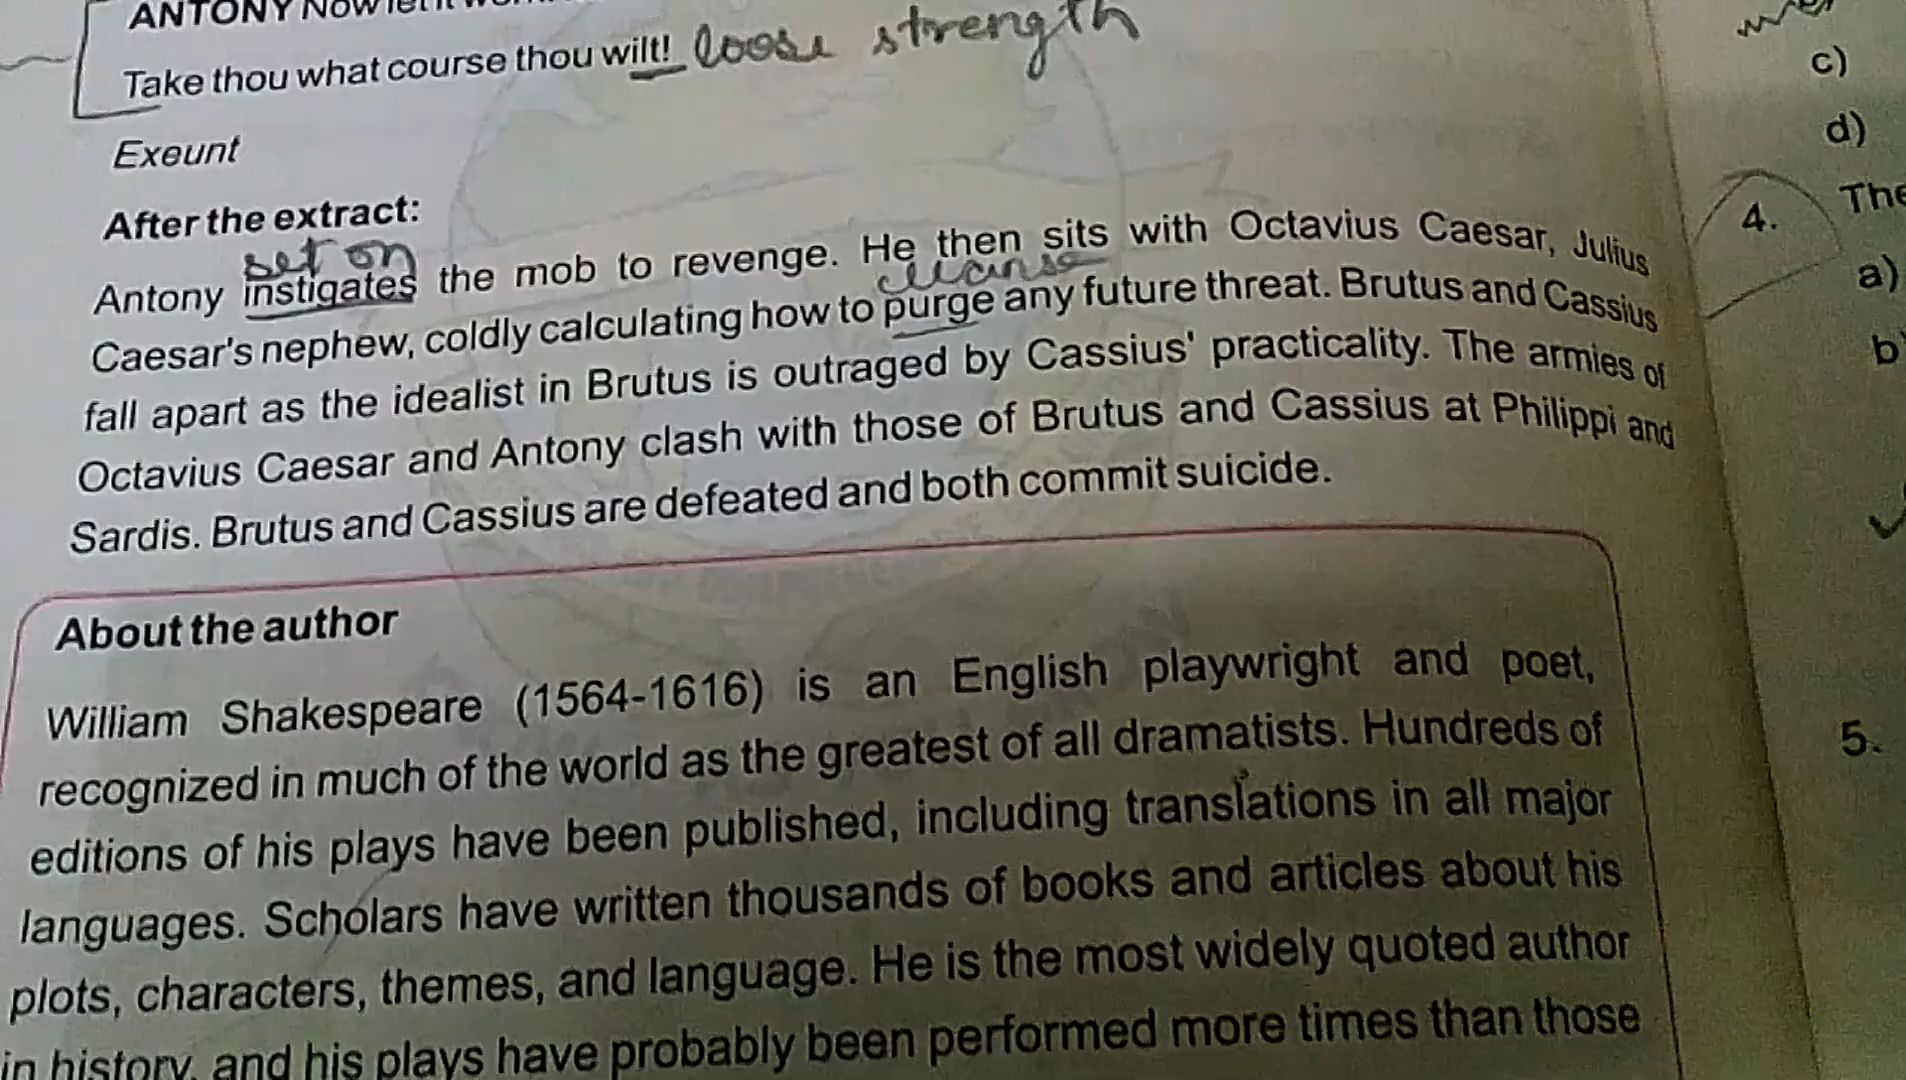 ANTONY Now let it
Take thou what course thou wilt! loose strength
Exeunt
After the extract:
set on
Antony instigates the mob to revenge. He then sits with Octavius Caesar, Julius
cleanse
Caesar's nephew, coldly calculating how to purge any future threat. Brutus and Cassius
fall apart as the idealist in Brutus is outraged by Cassius' practicality. The armies of
Octavius Caesar and Antony clash with those of Brutus and Cassius at Philippi and
Sardis. Brutus and Cassius are defeated and both commit suicide.
About the author
William Shakespeare (1564-1616) is an English playwright and poet,
recognized in much of the world as the greatest of all dramatists. Hundreds of
editions of his plays have been published, including translations in all major
languages. Scholars have written thousands of books and articles about his
plots, characters, themes, and language. He is the most widely quoted author
in history, and his plays have probably been performed more times than those
c)
d)
4. The
a)
b)
5.